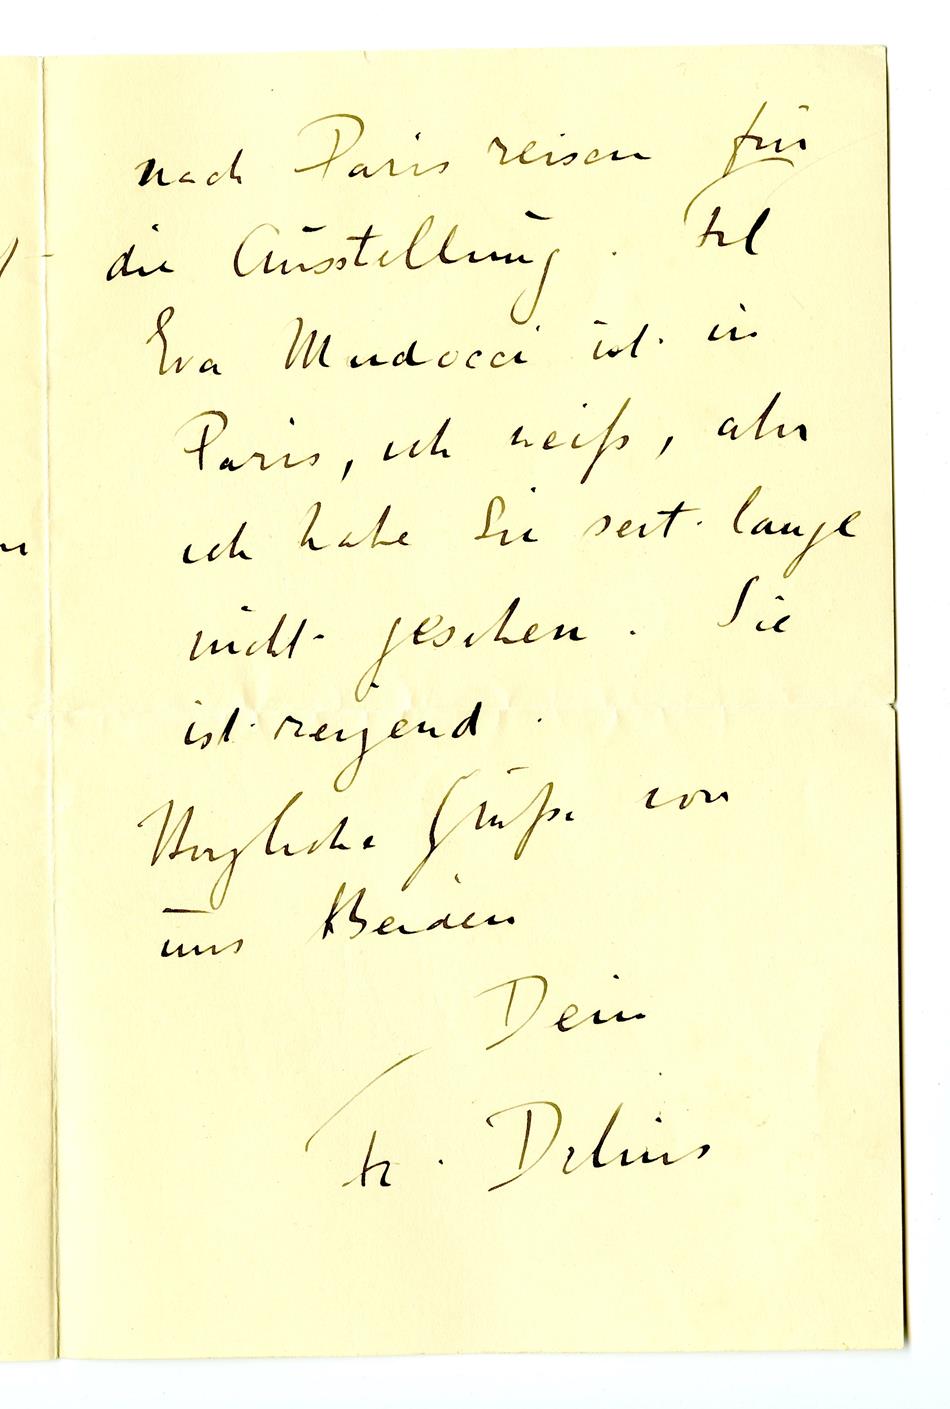 nach Paris reisen für
die Ausstellung. Frl
Eva Mudocci ist in
Paris, ich weiß, aber
ich habe Sie seit lange
nicht gesehen. Sie
ist reizend.
Herzliche Grüße von
uns Beiden
Dein
Fr. Delius